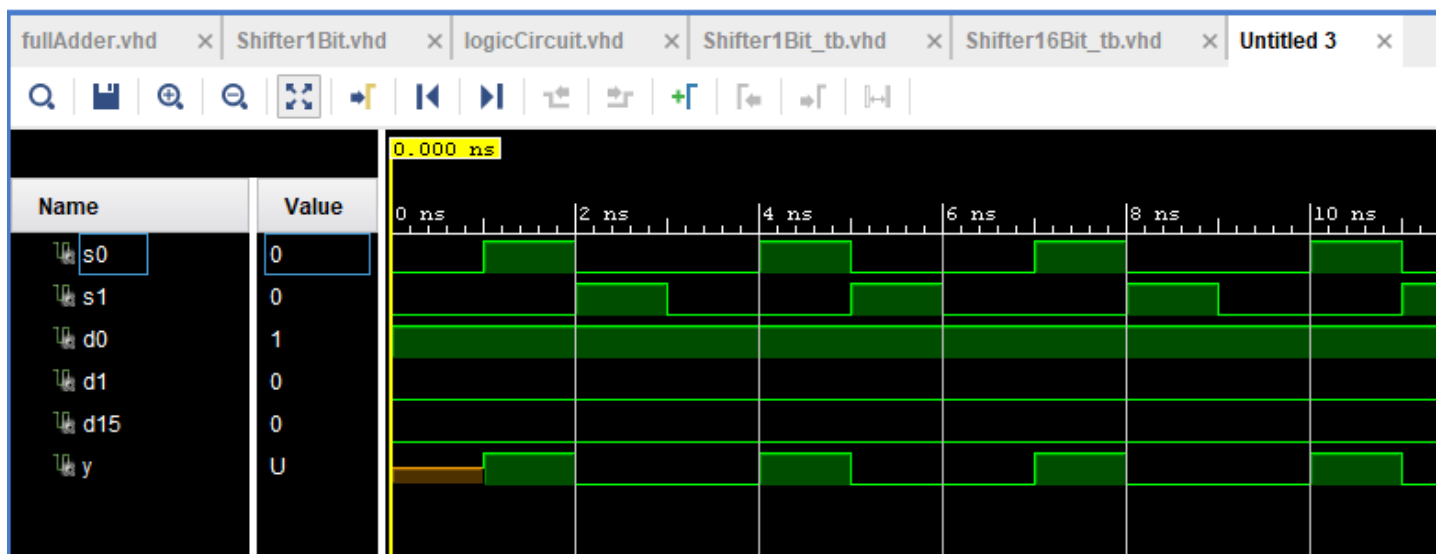 fullAdder.vhd × Shifter1Bit.vhd × logicCircuit.vhd × Shifter1Bit_tb.vhd × Shifter16Bit_tb.vhd × Untitled 3 ×
0.000 ns
Name Value
0 ns 2 ns 4 ns 6 ns 8 ns 10 ns
s0 0
s1 0
d0 1
d1 0
d15 0
y U